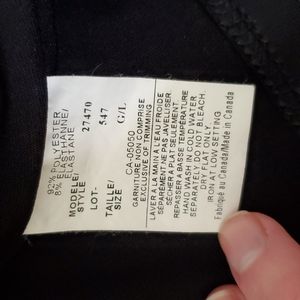 92% POLYESTER
8% ELASTHANNE/
ELASTANE
MODELE/
STYLE 27470
LOT- 547
TAILLE/
SIZE G/L
CA-05050
GARNITURE NON COMPRISE
EXCLUSIVE OF TRIMMING
LAVER A LA MAIN A L'EAU FROIDE
SEPAREMENT NE PAS JAVELLISER
SECHER A PLAT SEULEMENT
REPASSER A BASSE TEMPERATURE
HAND WASH IN COLD WATER
SEPARATELY DO NOT BLEACH.
DRY FLAT ONLY
IRON AT LOW SETTING
Fabriqué au Canada/Made in Canada